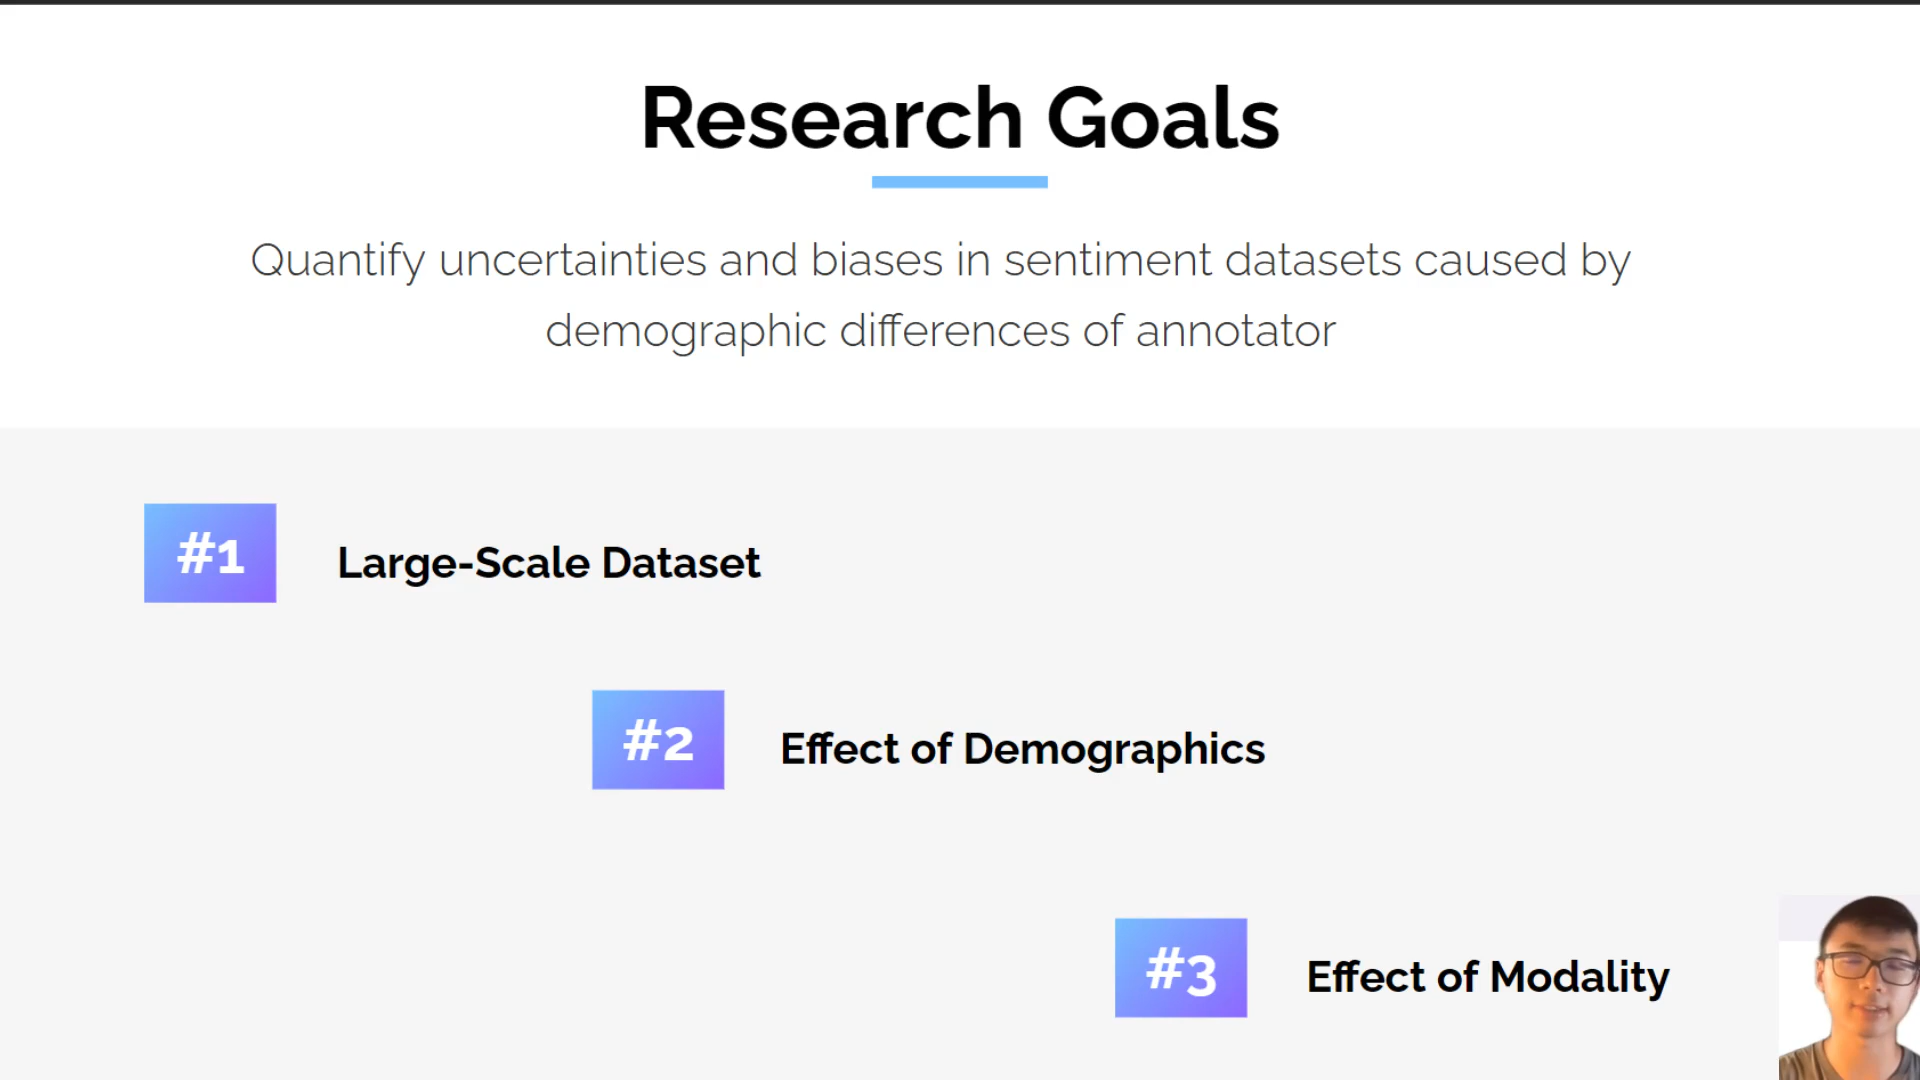 Research Goals
Quantify uncertainties and biases in sentiment datasets caused by
demographic differences of annotator
#1 Large-Scale Dataset
#2 Effect of Demographics
#3 Effect of Modality